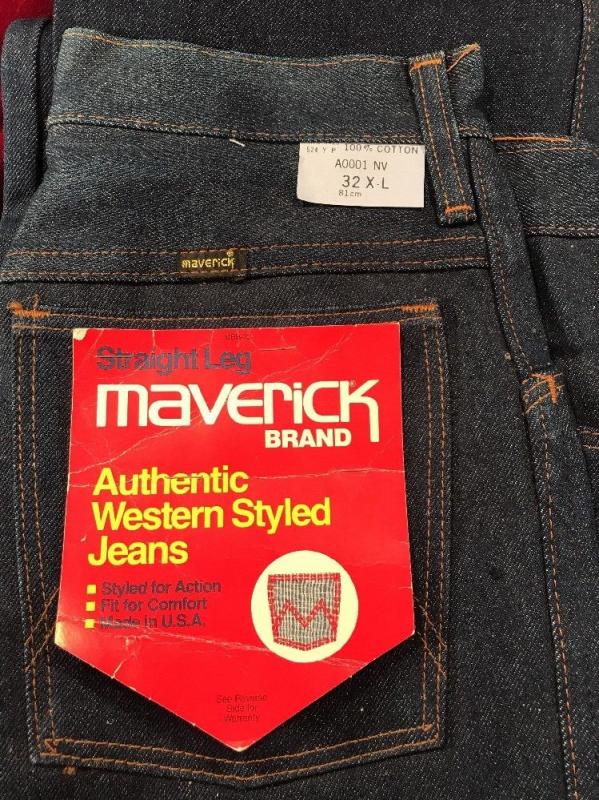 524 Y P 100% COTTON
A0001 NV
32 X-L
81cm
maverick
Straight Leg
maverick
BRAND
Authentic
Western Styled
Jeans
Styled for Action
Fit for Comfort
Made in U.S.A.
See Reverse
Side for
Warranty